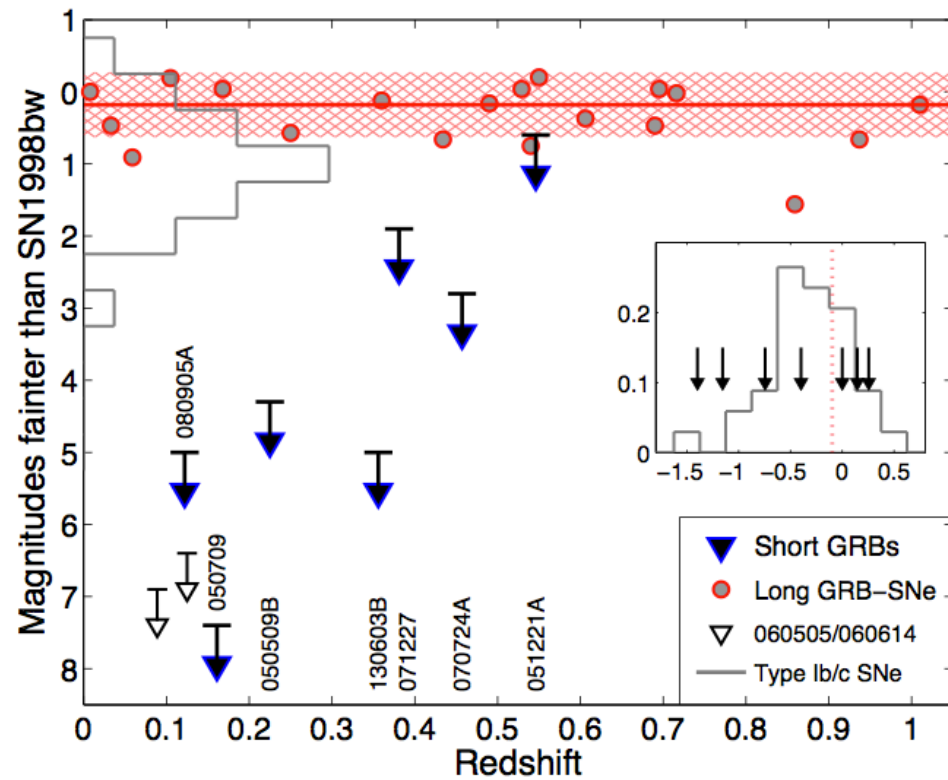 Magnitudes fainter than SN1998bw
1
0
1
2
3
4
5
6
7
8
080905A
050709
050509B
130603B
071227
070724A
051221A
0.2
0.1
0
−1.5 −1 −0.5 0 0.5
Short GRBs
Long GRB−SNe
060505/060614
Type Ib/c SNe
0 0.1 0.2 0.3 0.4 0.5 0.6 0.7 0.8 0.9 1
Redshift